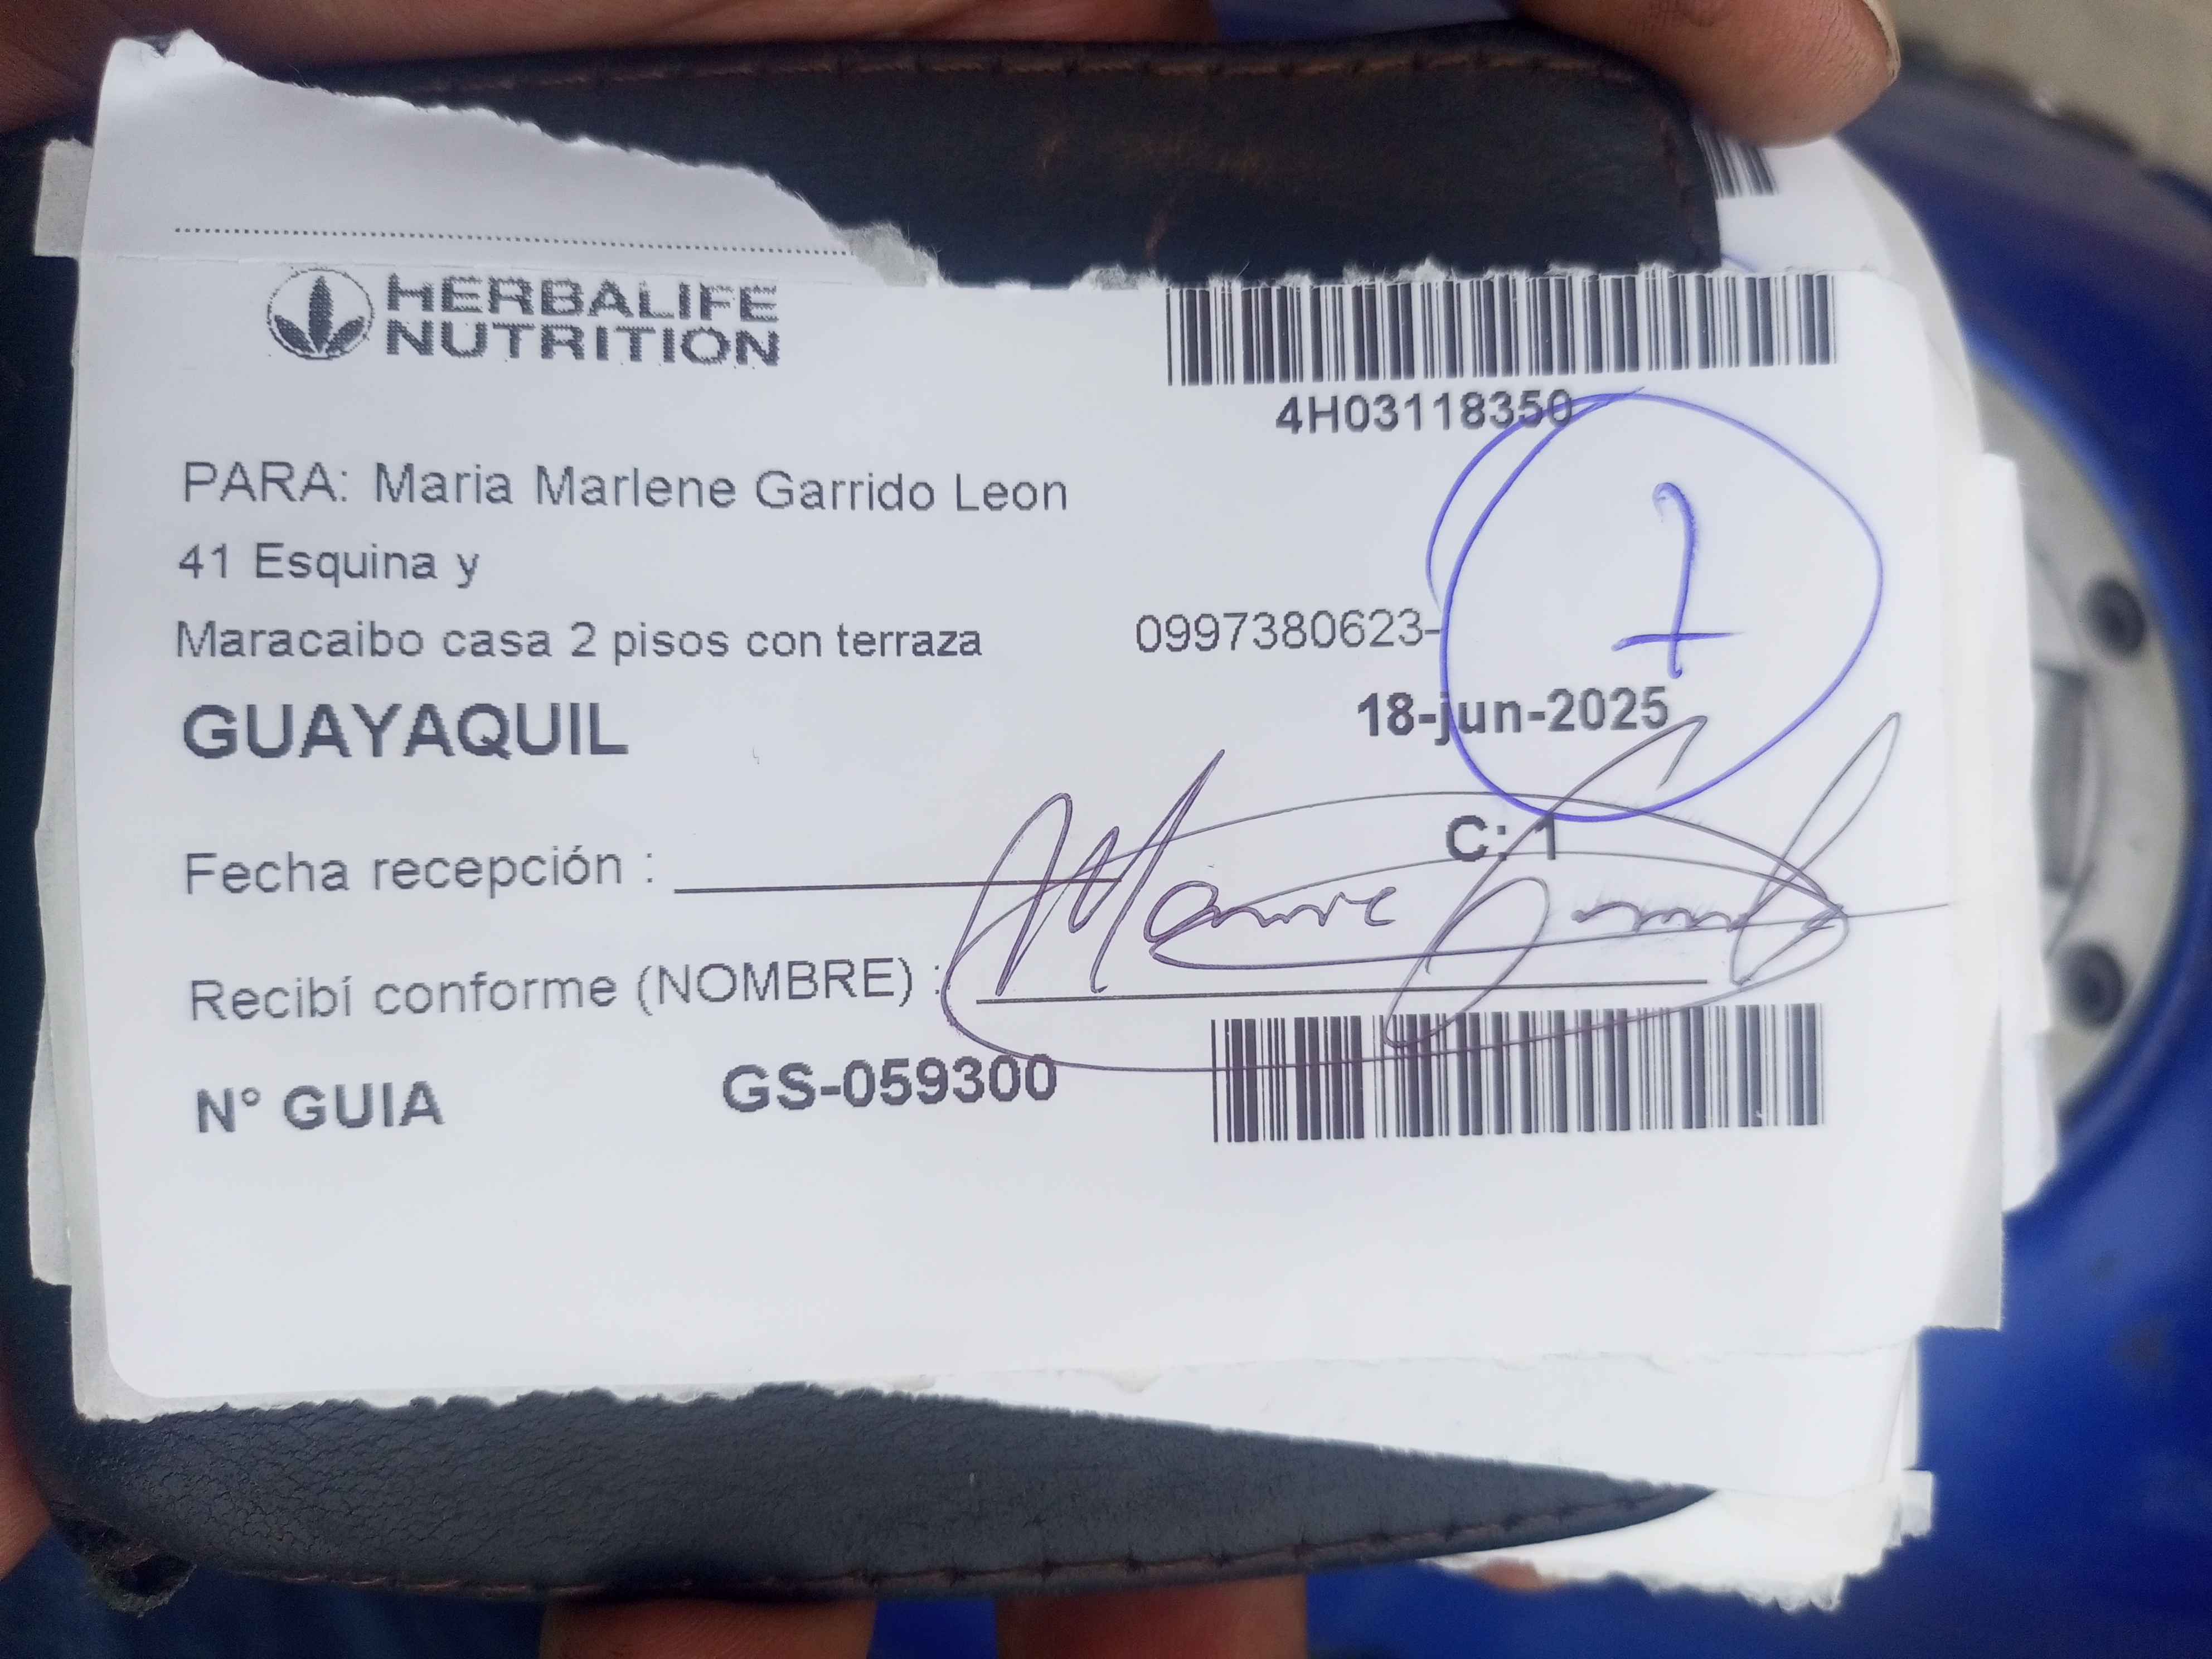 HERBALIFE
NUTRITION
4H03118350
PARA: Maria Marlene Garrido Leon
41 Esquina y
Maracaibo casa 2 pisos con terraza 0997380623-
GUAYAQUIL 18-jun-2025
1
C: 1
Fecha recepción :
Recibí conforme (NOMBRE) :
N° GUIA GS-059300